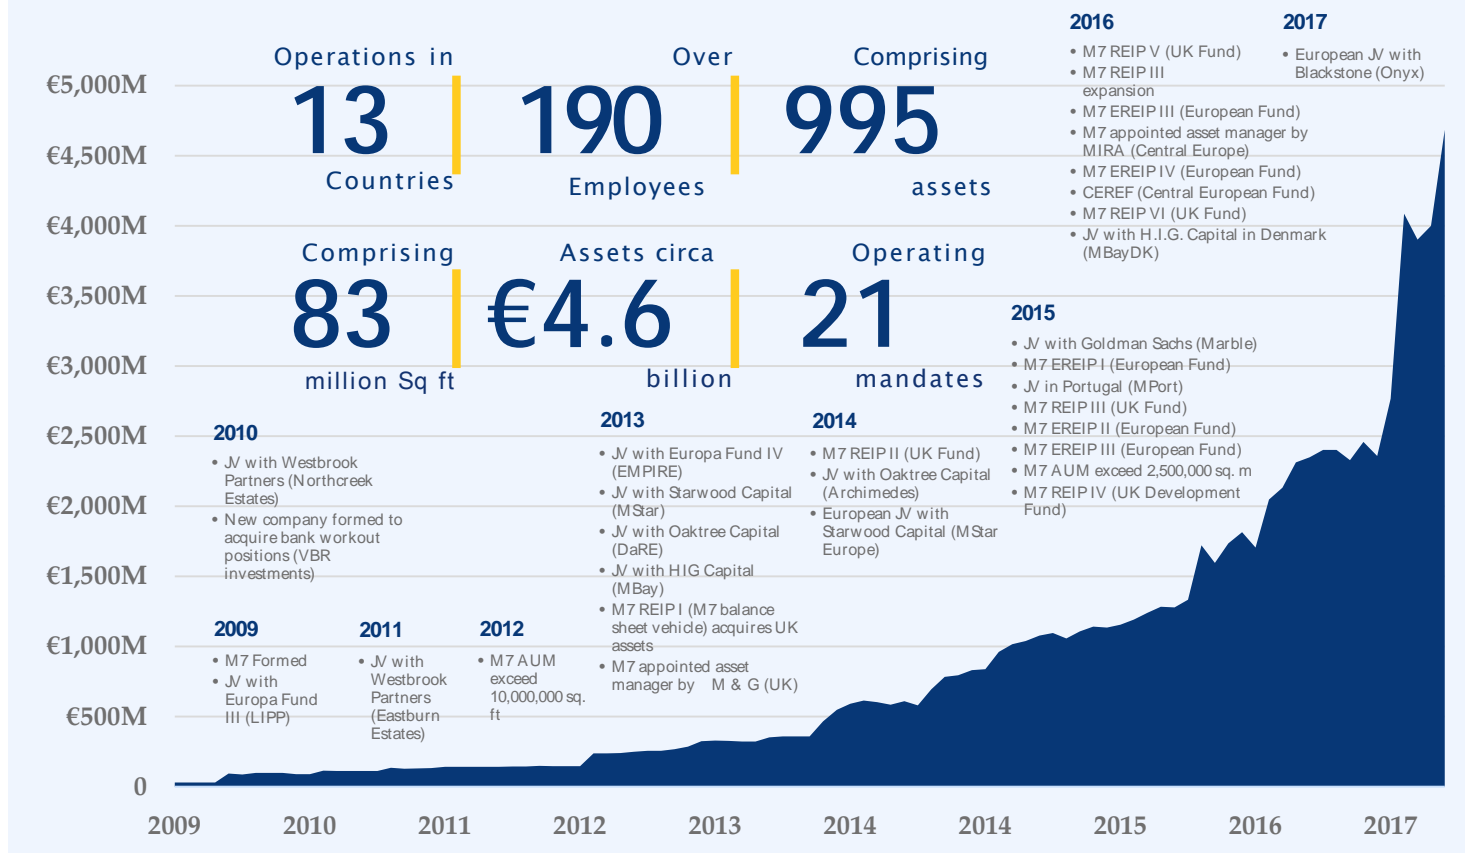 Operations in
13
Countries
Over
190
Employees
Comprising
995
assets
Comprising
83
million Sq ft
Assets circa
€4.6
billion
Operating
21
mandates
€5,000M
€4,500M
€4,000M
€3,500M
€3,000M
€2,500M
€2,000M
€1,500M
€1,000M
€500M
0
2009
• M7 Formed
• JV with
Europa Fund
III (LIPP)
2010
• JV with Westbrook
Partners (Northcreek
Estates)
• New company formed to
acquire bank workout
positions (VBR
investments)
2011
• JV with
Westbrook
Partners
(Eastburn
Estates)
2012
• M7 AUM
exceed
10,000,000 sq.
ft
2013
• JV with Europa Fund IV
(EMPIRE)
• JV with Starwood Capital
(MStar)
• JV with Oaktree Capital
(DaRE)
• JV with HIG Capital
(MBay)
• M7 REIP I (M7 balance
sheet vehicle) acquires UK
assets
• M7 appointed asset
manager by M & G (UK)
2014
• M7 REIP II (UK Fund)
• JV with Oaktree Capital
(Archimedes)
• European JV with
Starwood Capital (MStar
Europe)
2015
• JV with Goldman Sachs (Marble)
• M7 EREIP I (European Fund)
• JV in Portugal (MPort)
• M7 REIP III (UK Fund)
• M7 EREIP II (European Fund)
• M7 EREIP III (European Fund)
• M7 AUM exceed 2,500,000 sq. m
• M7 REIP IV (UK Development
Fund)
2016
• M7 REIP V (UK Fund)
• M7 REIP III
expansion
• M7 EREIP III (European Fund)
• M7 appointed asset manager by
MIRA (Central Europe)
• M7 EREIP IV (European Fund)
• CEREF (Central European Fund)
• M7 REIP VI (UK Fund)
• JV with H.I.G. Capital in Denmark
(MBayDK)
2017
• European JV with
Blackstone (Onyx)
2009 2010 2011 2012 2013 2014 2014 2015 2016 2017